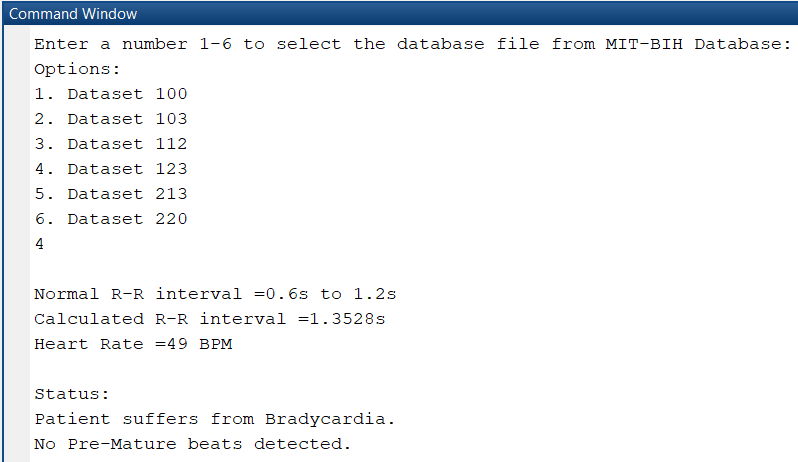 Command Window
Enter a number 1-6 to select the database file from MIT-BIH Database:
Options:
1. Dataset 100
2. Dataset 103
3. Dataset 112
4. Dataset 123
5. Dataset 213
6. Dataset 220
4
Normal R-R interval =0.6s to 1.2s
Calculated R-R interval =1.3528s
Heart Rate =49 BPM
Status:
Patient suffers from Bradycardia.
No Pre-Mature beats detected.